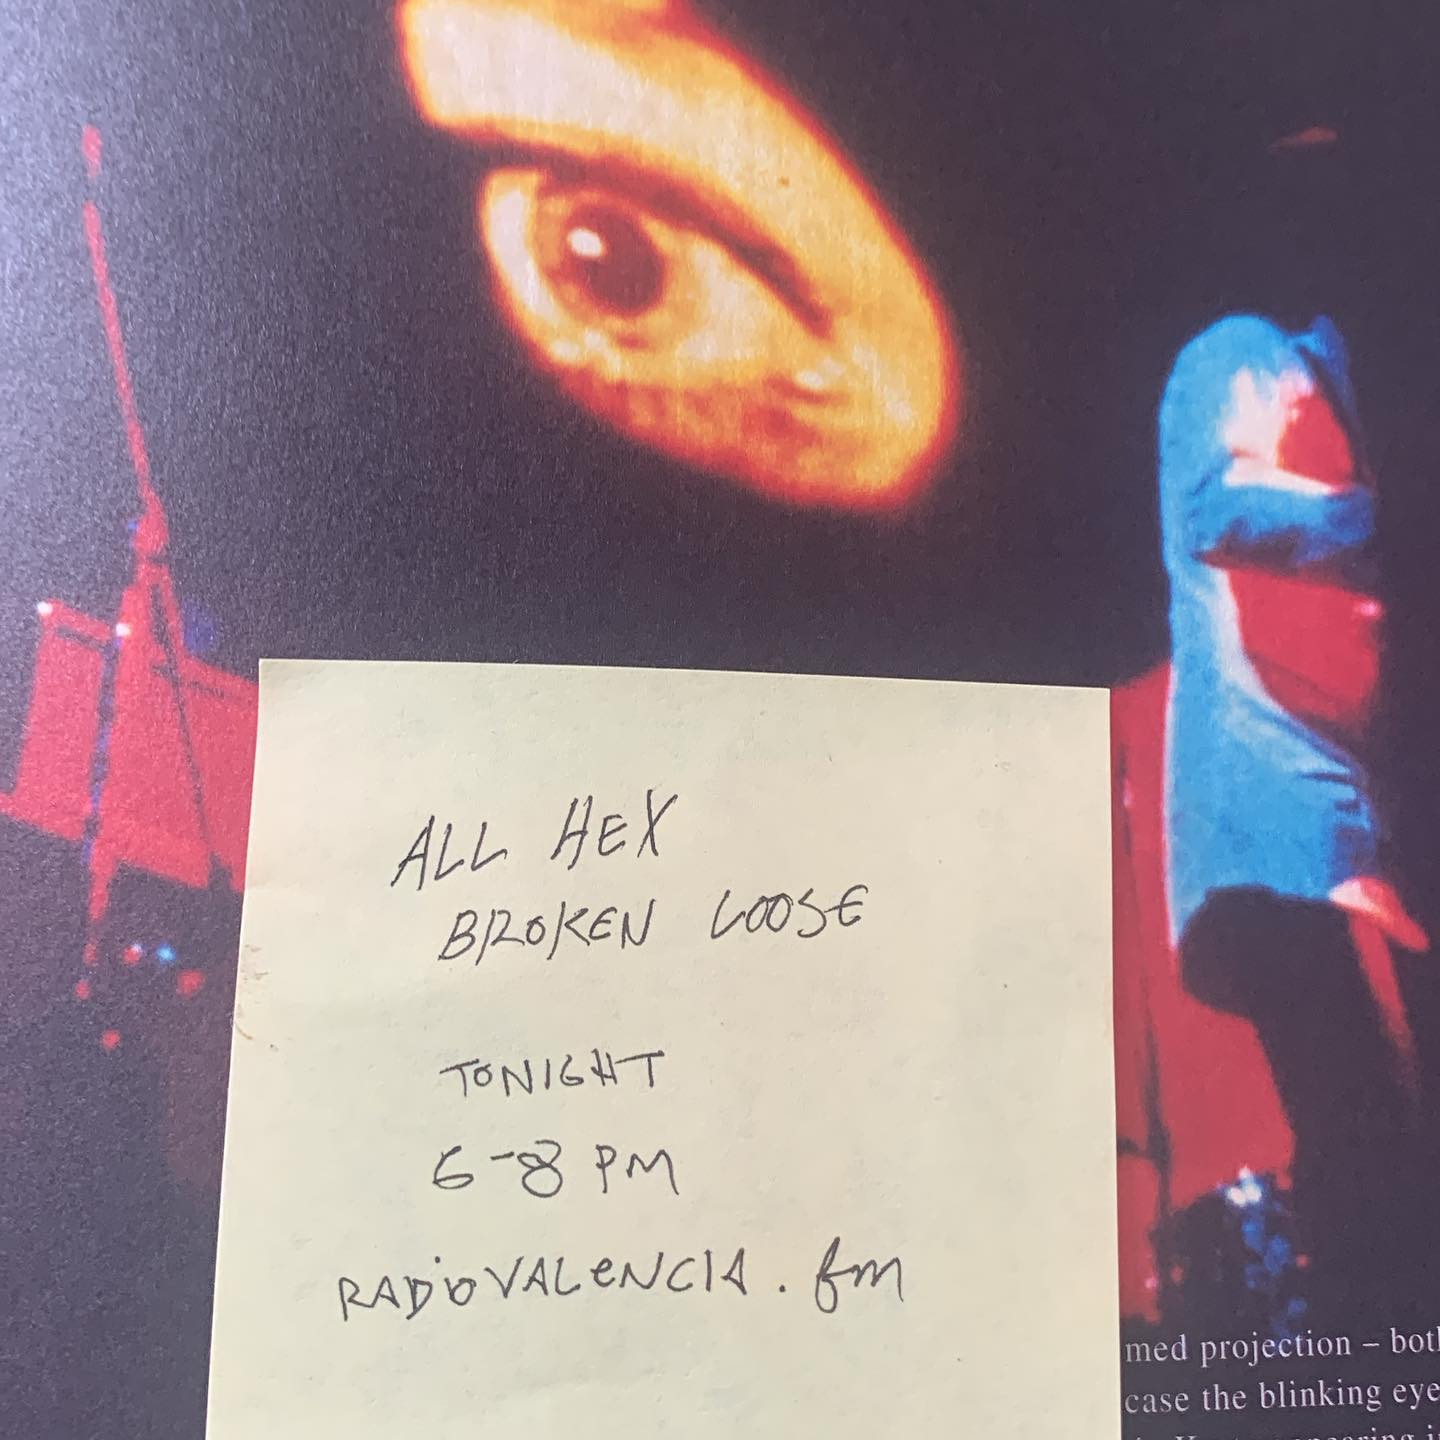 ALL HEX
BROKEN LOOSE
TONIGHT
6-8 PM
RADIOVALENCIA.fm
med projection – both
case the blinking eye